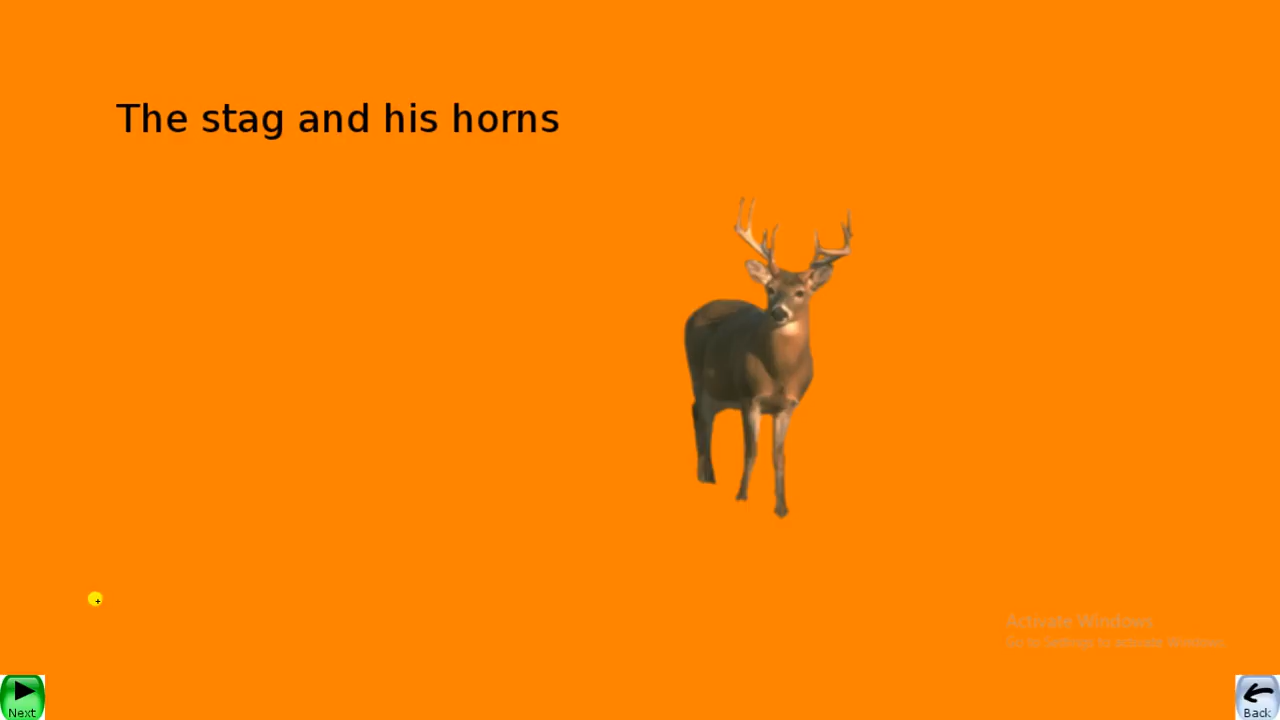 The stag and his horns
Activate Windows
Go to Settings to activate Windows.
Next
Back